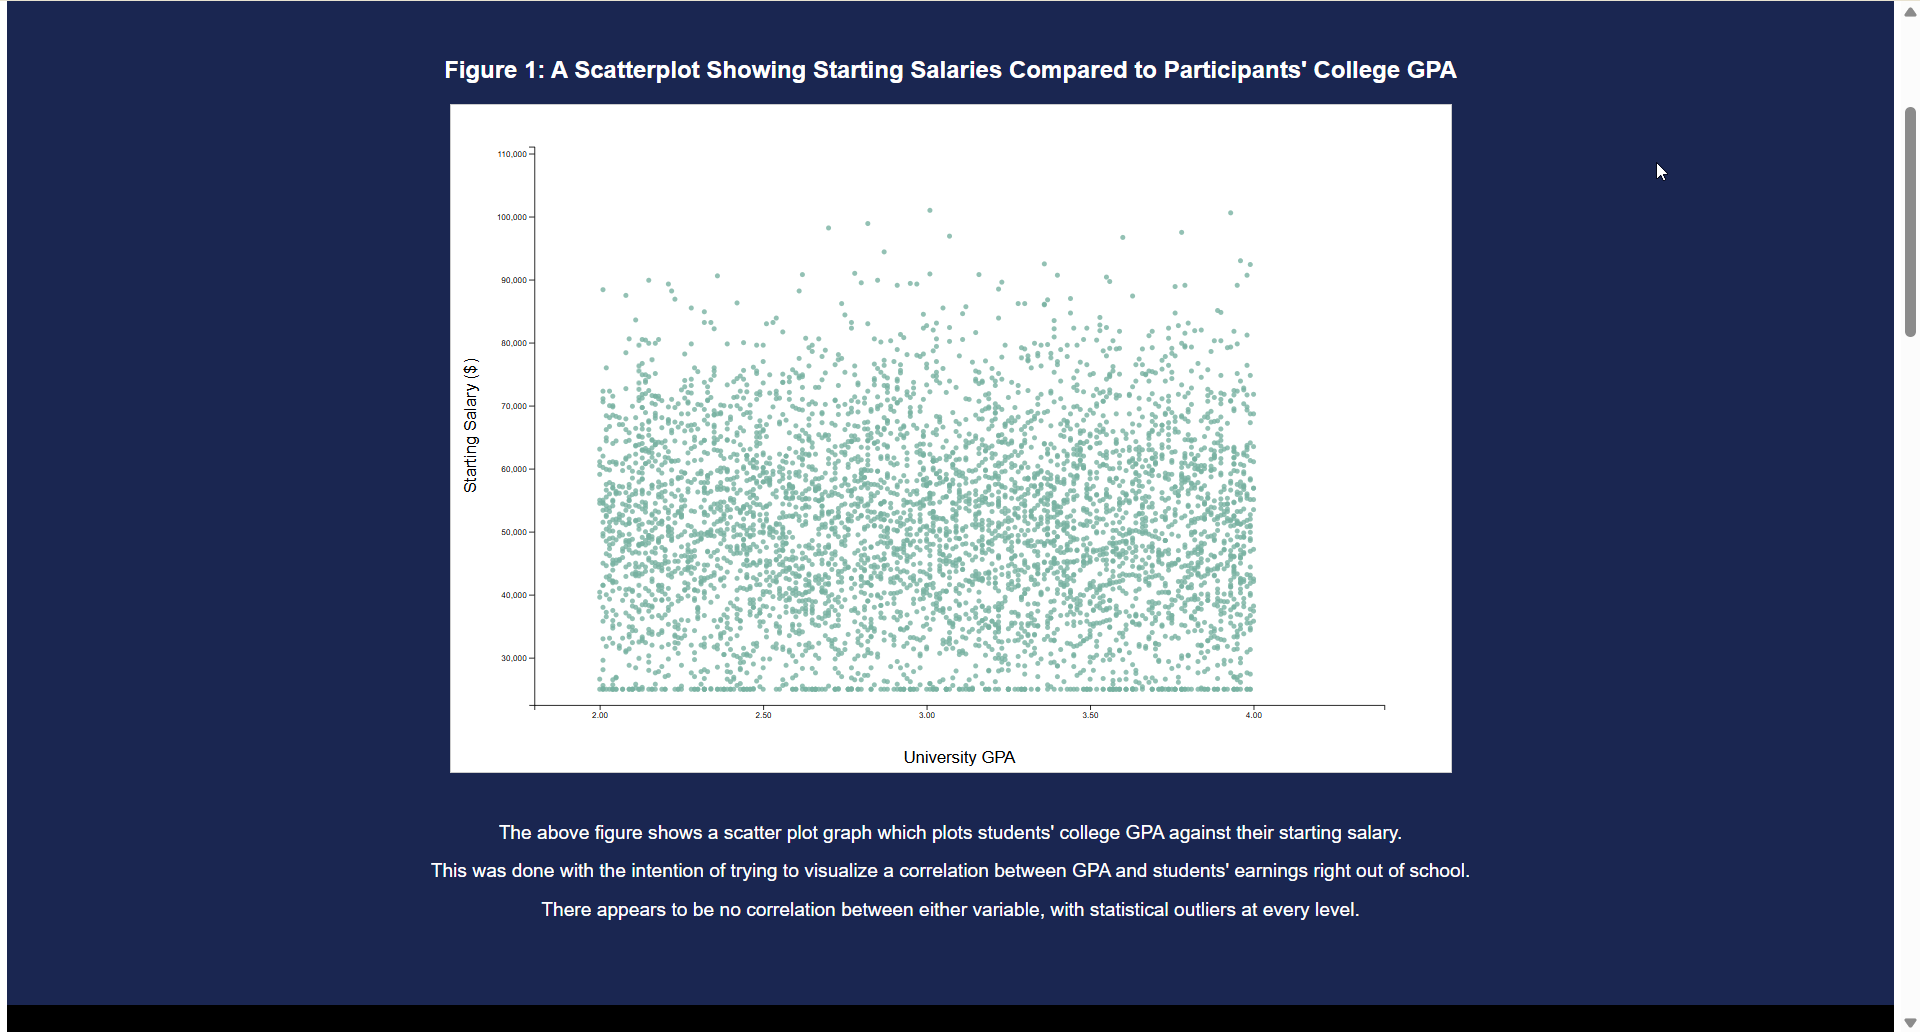 Figure 1: A Scatterplot Showing Starting Salaries Compared to Participants' College GPA
110,000
100,000
90,000
80,000
70,000
60,000
50,000
40,000
30,000
Starting Salary ($)
2.00 2.50 3.00 3.50 4.00
University GPA
The above figure shows a scatter plot graph which plots students' college GPA against their starting salary.
This was done with the intention of trying to visualize a correlation between GPA and students' earnings right out of school.
There appears to be no correlation between either variable, with statistical outliers at every level.